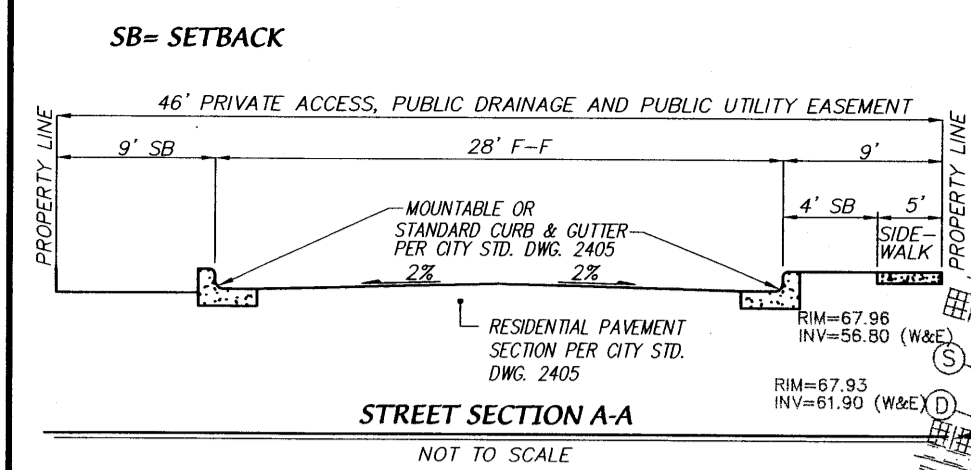 SB= SETBACK
46' PRIVATE ACCESS, PUBLIC DRAINAGE AND PUBLIC UTILITY EASEMENT
PROPERTY LINE
PROPERTY LINE
9' SB
28' F-F
9'
4' SB
5'
SIDE-
WALK
MOUNTABLE OR
STANDARD CURB & GUTTER
PER CITY STD. DWG. 2405
2%
2%
RESIDENTIAL PAVEMENT
SECTION PER CITY STD.
DWG. 2405
RIM=67.96
INV=56.80 (W&E)
S
RIM=67.93
INV=61.90 (W&E)
D
STREET SECTION A-A
NOT TO SCALE